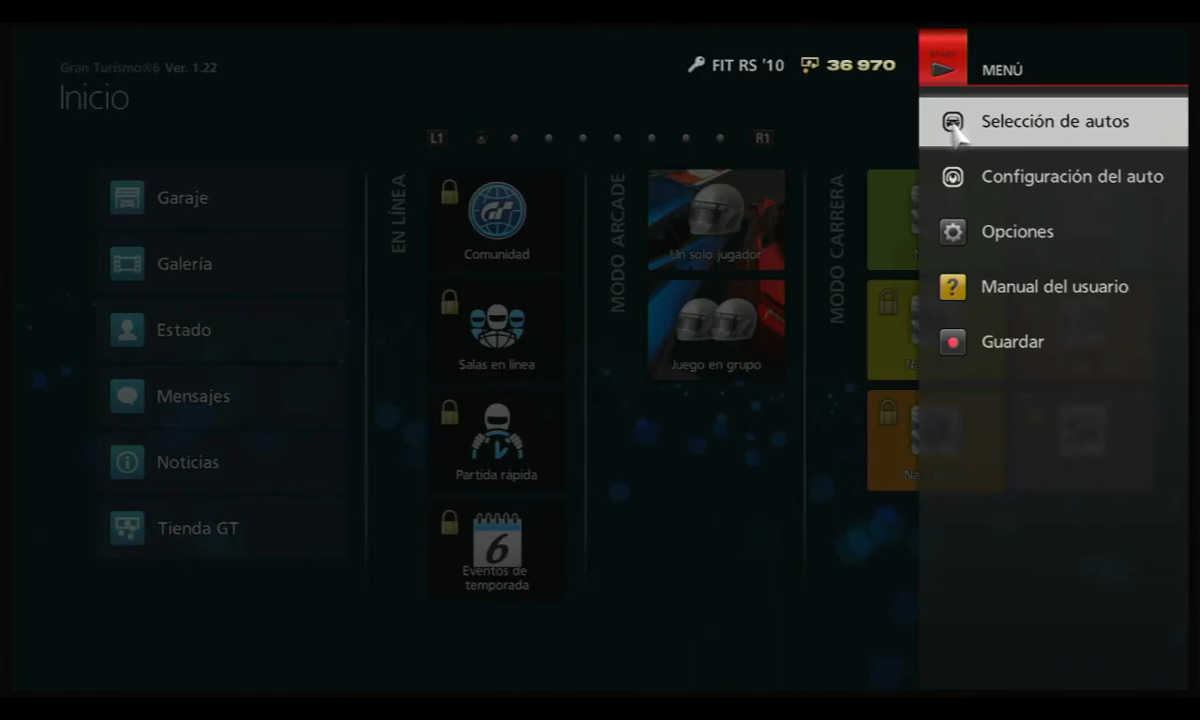 Gran Turismo®6 Ver. 1.22
Inicio
FIT RS '10
36 970
START
MENÚ
Selección de autos
Configuración del auto
Opciones
Manual del usuario
Guardar
L1
R1
Garaje
Galería
Estado
Mensajes
Noticias
Tienda GT
EN LÍNEA
Comunidad
Salas en línea
Partida rápida
6
Eventos de
temporada
MODO ARCADE
Un solo jugador
Juego en grupo
MODO CARRERA